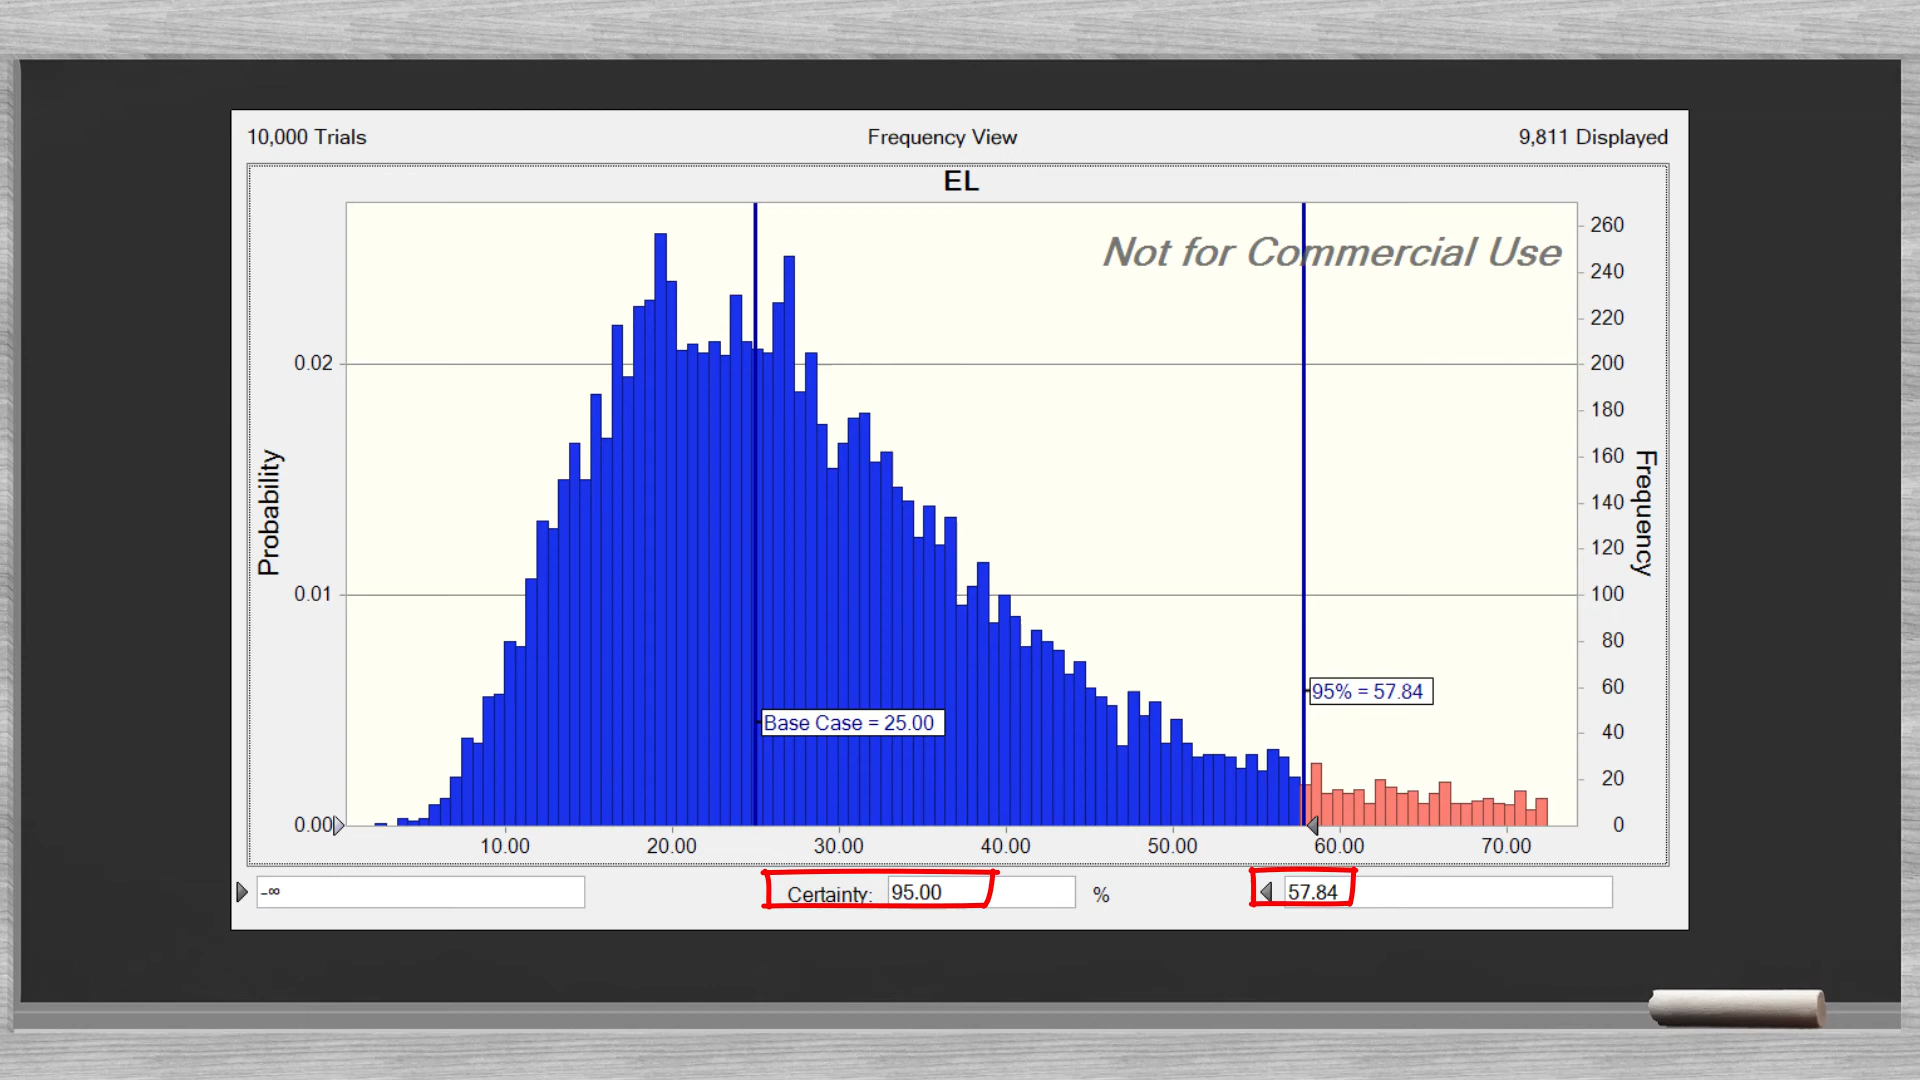 10,000 Trials Frequency View 9,811 Displayed
EL
Not for Commercial Use
260
240
220
0.02 200
180
160
140
120
0.01 100
80
60
40
20
0.00 0
Probability
Frequency
95% = 57.84
Base Case = 25.00
10.00 20.00 30.00 40.00 50.00 60.00 70.00
-∞ Certainty: 95.00 % 57.84